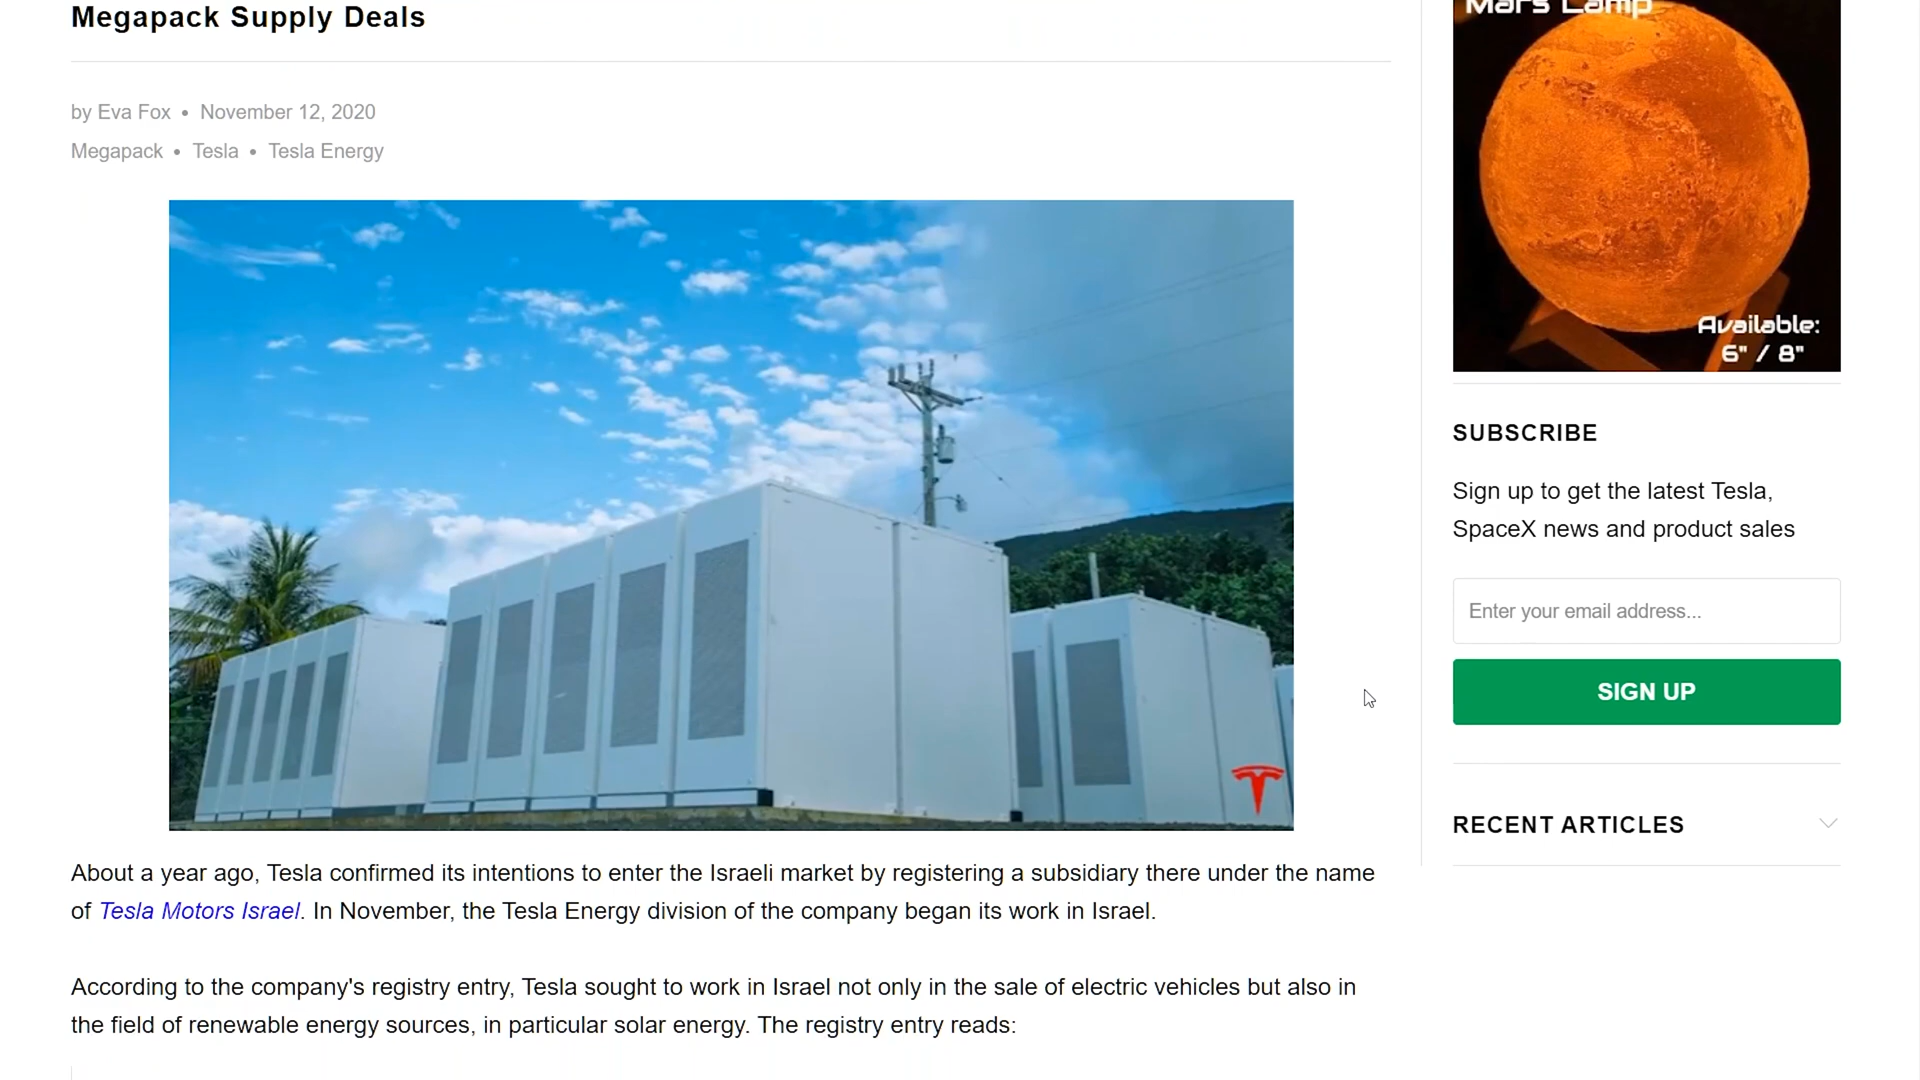 Megapack Supply Deals
by Eva Fox • November 12, 2020
Megapack • Tesla • Tesla Energy
About a year ago, Tesla confirmed its intentions to enter the Israeli market by registering a subsidiary there under the name
of Tesla Motors Israel. In November, the Tesla Energy division of the company began its work in Israel.
According to the company's registry entry, Tesla sought to work in Israel not only in the sale of electric vehicles but also in
the field of renewable energy sources, in particular solar energy. The registry entry reads:
Mars Lamp
Available:
6" / 8"
SUBSCRIBE
Sign up to get the latest Tesla,
SpaceX news and product sales
Enter your email address...
SIGN UP
RECENT ARTICLES